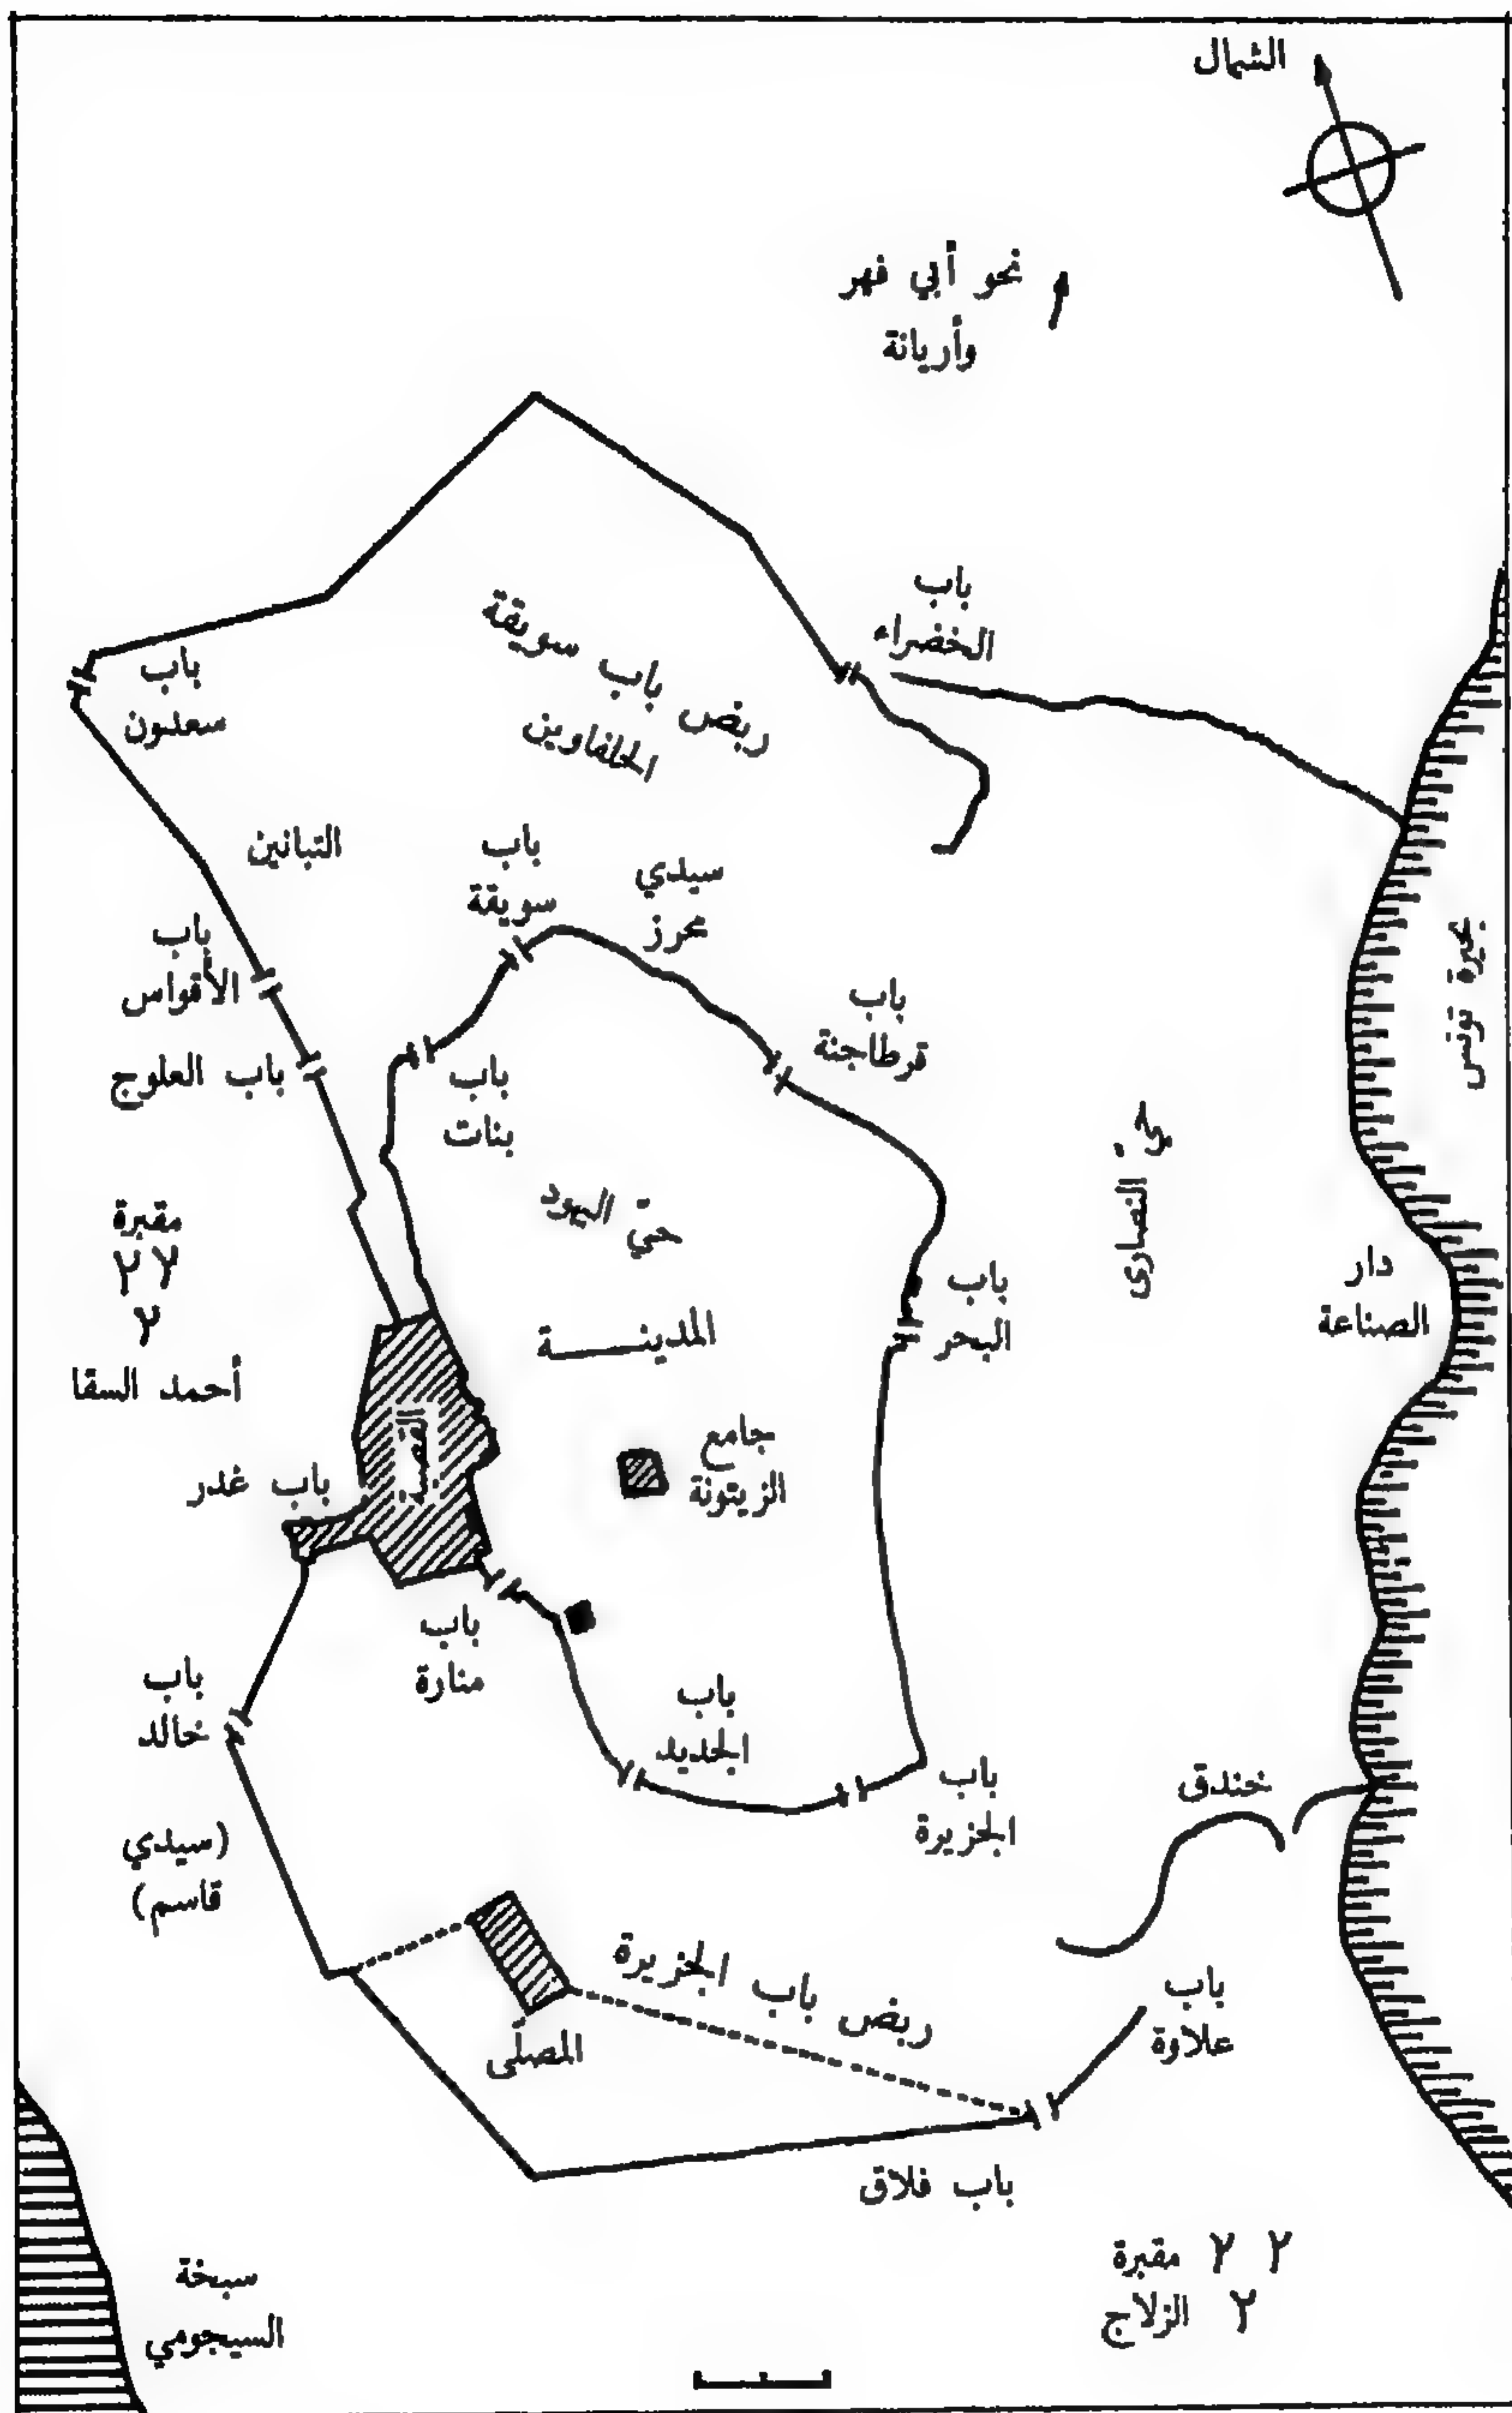 الشمال
نحو أبي فهر
وأريانة
باب
الخضراء
ربض باب سويقة
الحلفاوين
باب
سعدون
التبانين
باب
سويقة
سيدي
محرز
باب
الأقواس
باب العلوج
باب
بنات
باب
قرطاجنة
بحيرة تونس
حيّ النصارى
حيّ اليهود
مقبرة
أحمد السقا
المدينـــــة
باب
البحر
دار
الصناعة
القصبة
جامع
الزيتونة
باب غدر
باب
منارة
باب
خالد
باب
الجديد
باب
الجزيرة
خندق
(سيدي
قاسم)
المصلى
ربض باب الجزيرة
باب
علاوة
باب فلاق
مقبرة
الزلاج
سبخة
السيجومي